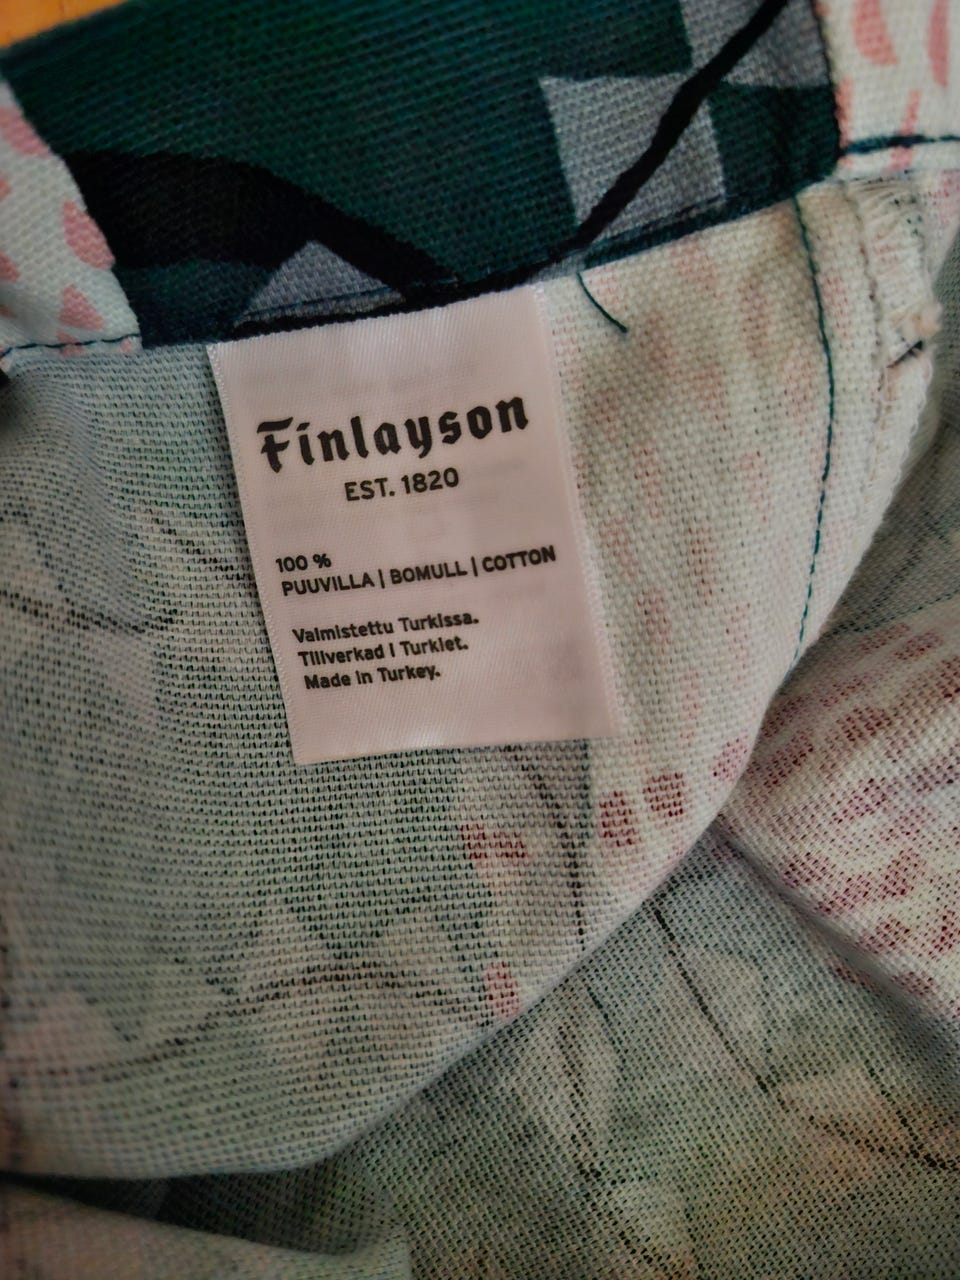 Finlayson
EST. 1820
100 %
PUUVILLA | BOMULL | COTTON
Valmistettu Turkissa.
Tillverkad i Turkiet.
Made in Turkey.